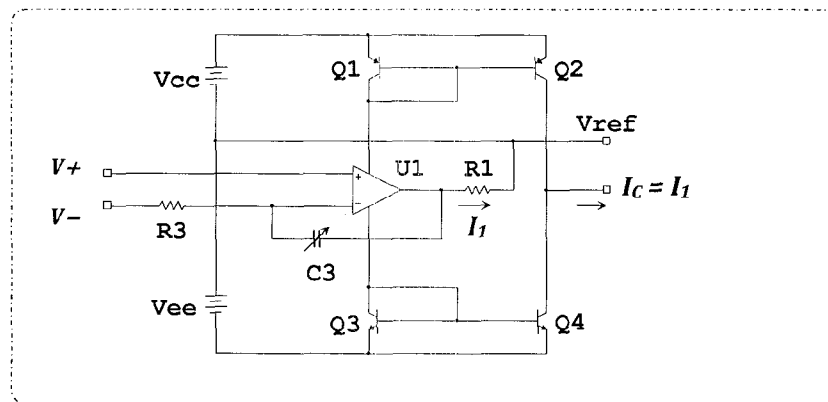 Q1
Q2
Vcc
Vref
V+
+
U1
R1
V−
−
R3
I1
IC = I1
C3
Vee
Q3
Q4